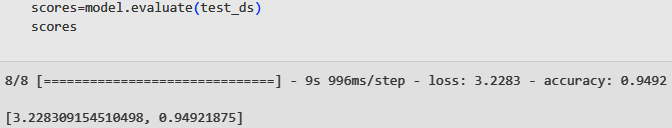 scores=model.evaluate(test_ds)
scores
8/8 [==============================] - 9s 996ms/step - loss: 3.2283 - accuracy: 0.9492
[3.228309154510498, 0.94921875]